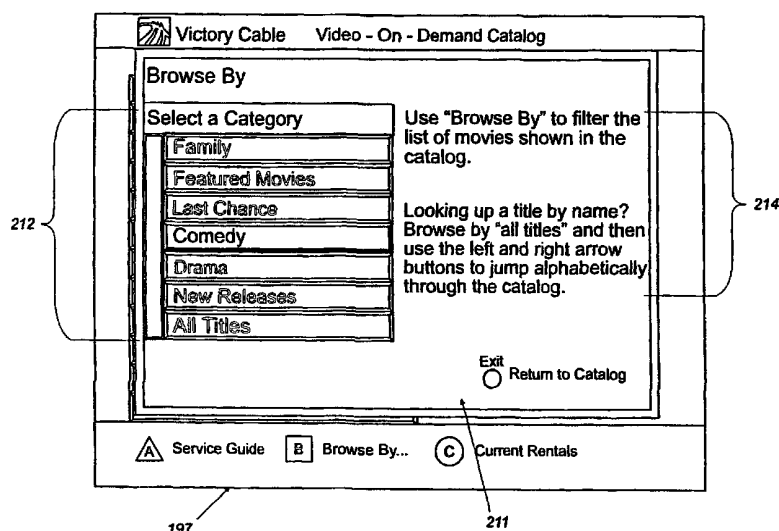 Victory Cable Video - On - Demand Catalog
Browse By
Select a Category
Family
Featured Movies
Last Chance
Comedy
Drama
New Releases
All Titles
Use "Browse By" to filter the
list of movies shown in the
catalog.
Looking up a title by name?
Browse by "all titles" and then
use the left and right arrow
buttons to jump alphabetically
through the catalog.
Exit
Return to Catalog
A Service Guide B Browse By... C Current Rentals
212
214
197
211